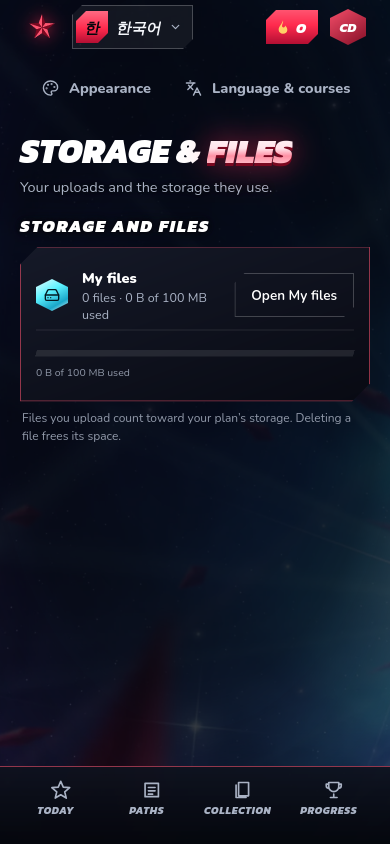 한 한국어
0
CD
Appearance
Language & courses
STORAGE & FILES
Your uploads and the storage they use.
STORAGE AND FILES
My files
0 files · 0 B of 100 MB
used
Open My files
0 B of 100 MB used
Files you upload count toward your plan's storage. Deleting a
file frees its space.
TODAY
PATHS
COLLECTION
PROGRESS